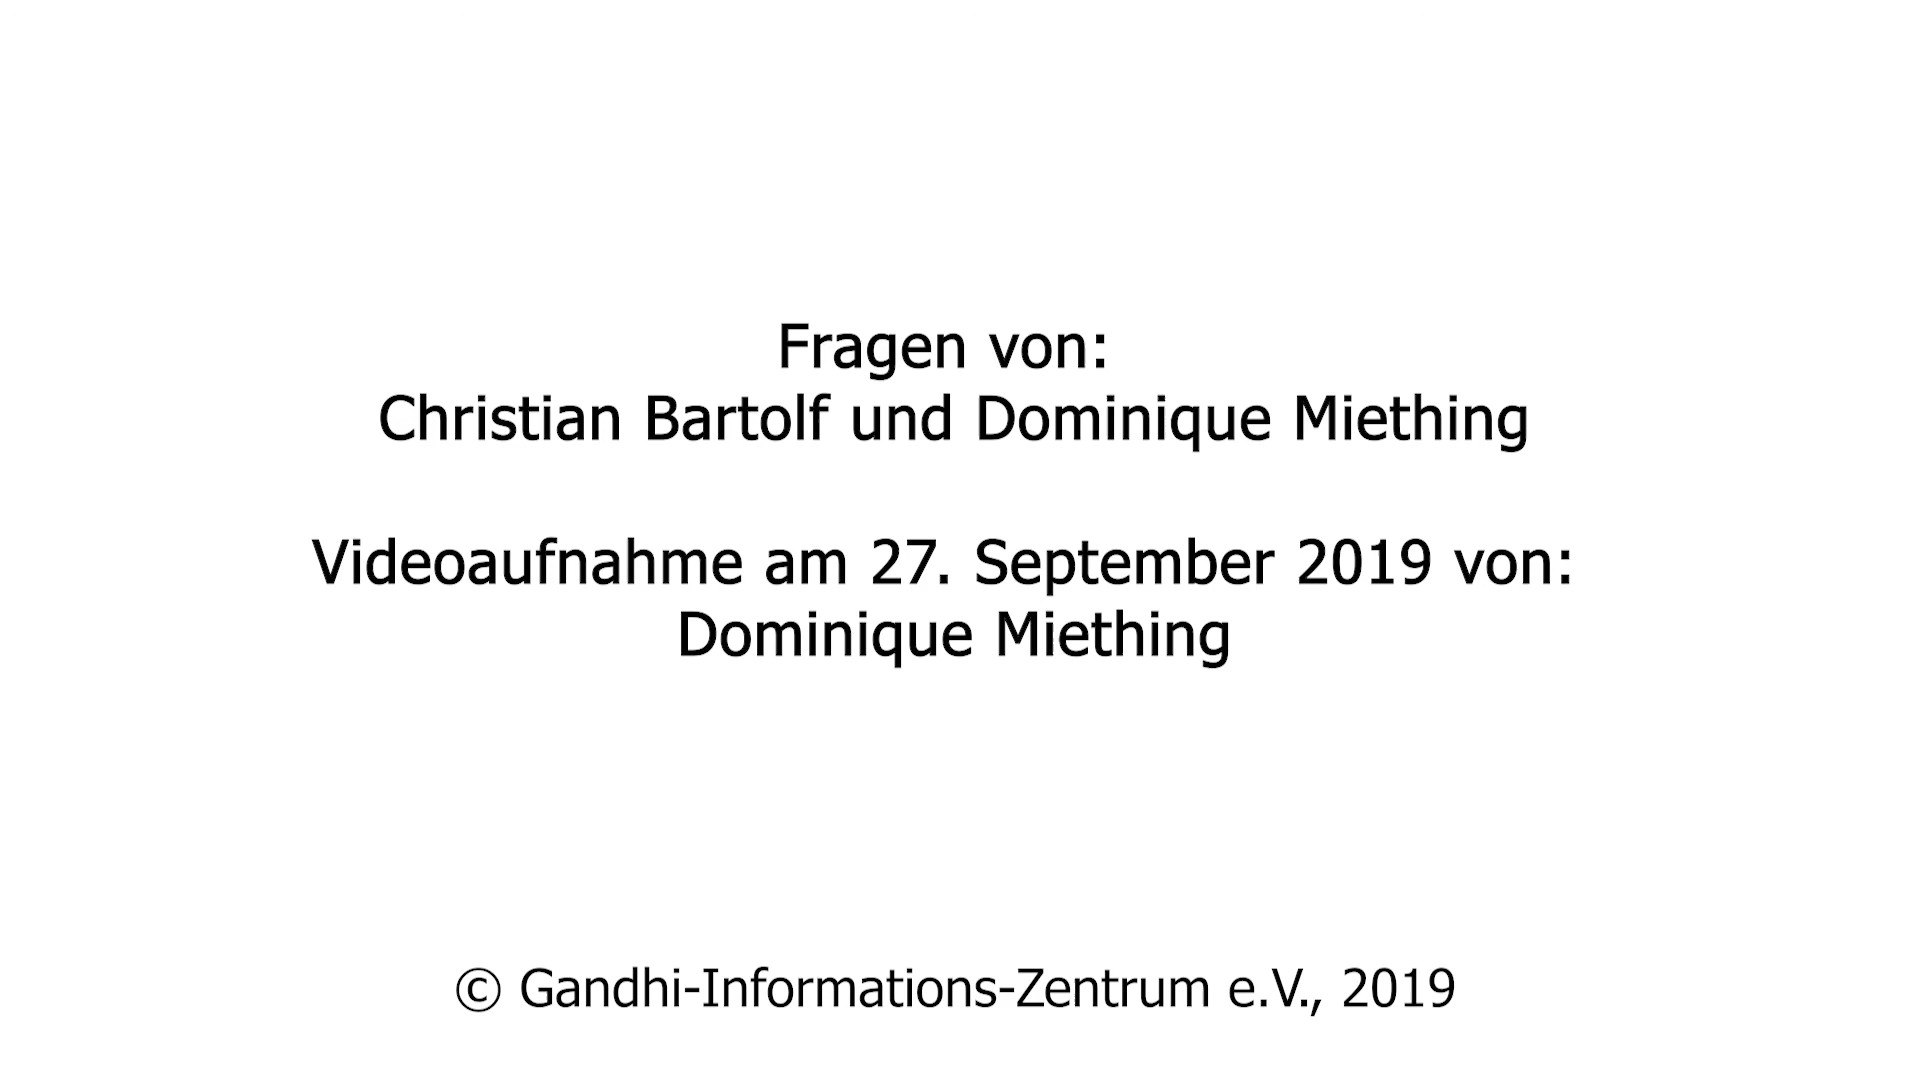 Fragen von:
Christian Bartolf und Dominique Miething
Videoaufnahme am 27. September 2019 von:
Dominique Miething
© Gandhi-Informations-Zentrum e.V., 2019